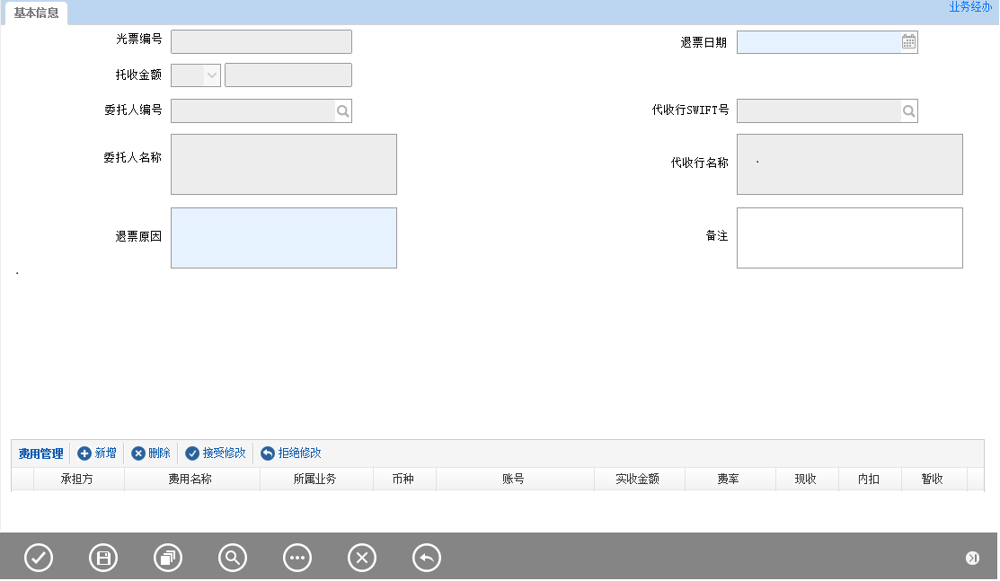 基本信息
业务经办
光票编号
退票日期
托收金额
委托人编号
代收行SWIFT号
委托人名称
代收行名称
退票原因
备注
费用管理 新增 删除 接受修改 拒绝修改
承担方 费用名称 所属业务 币种 账号 实收金额 费率 现收 内扣 暂收